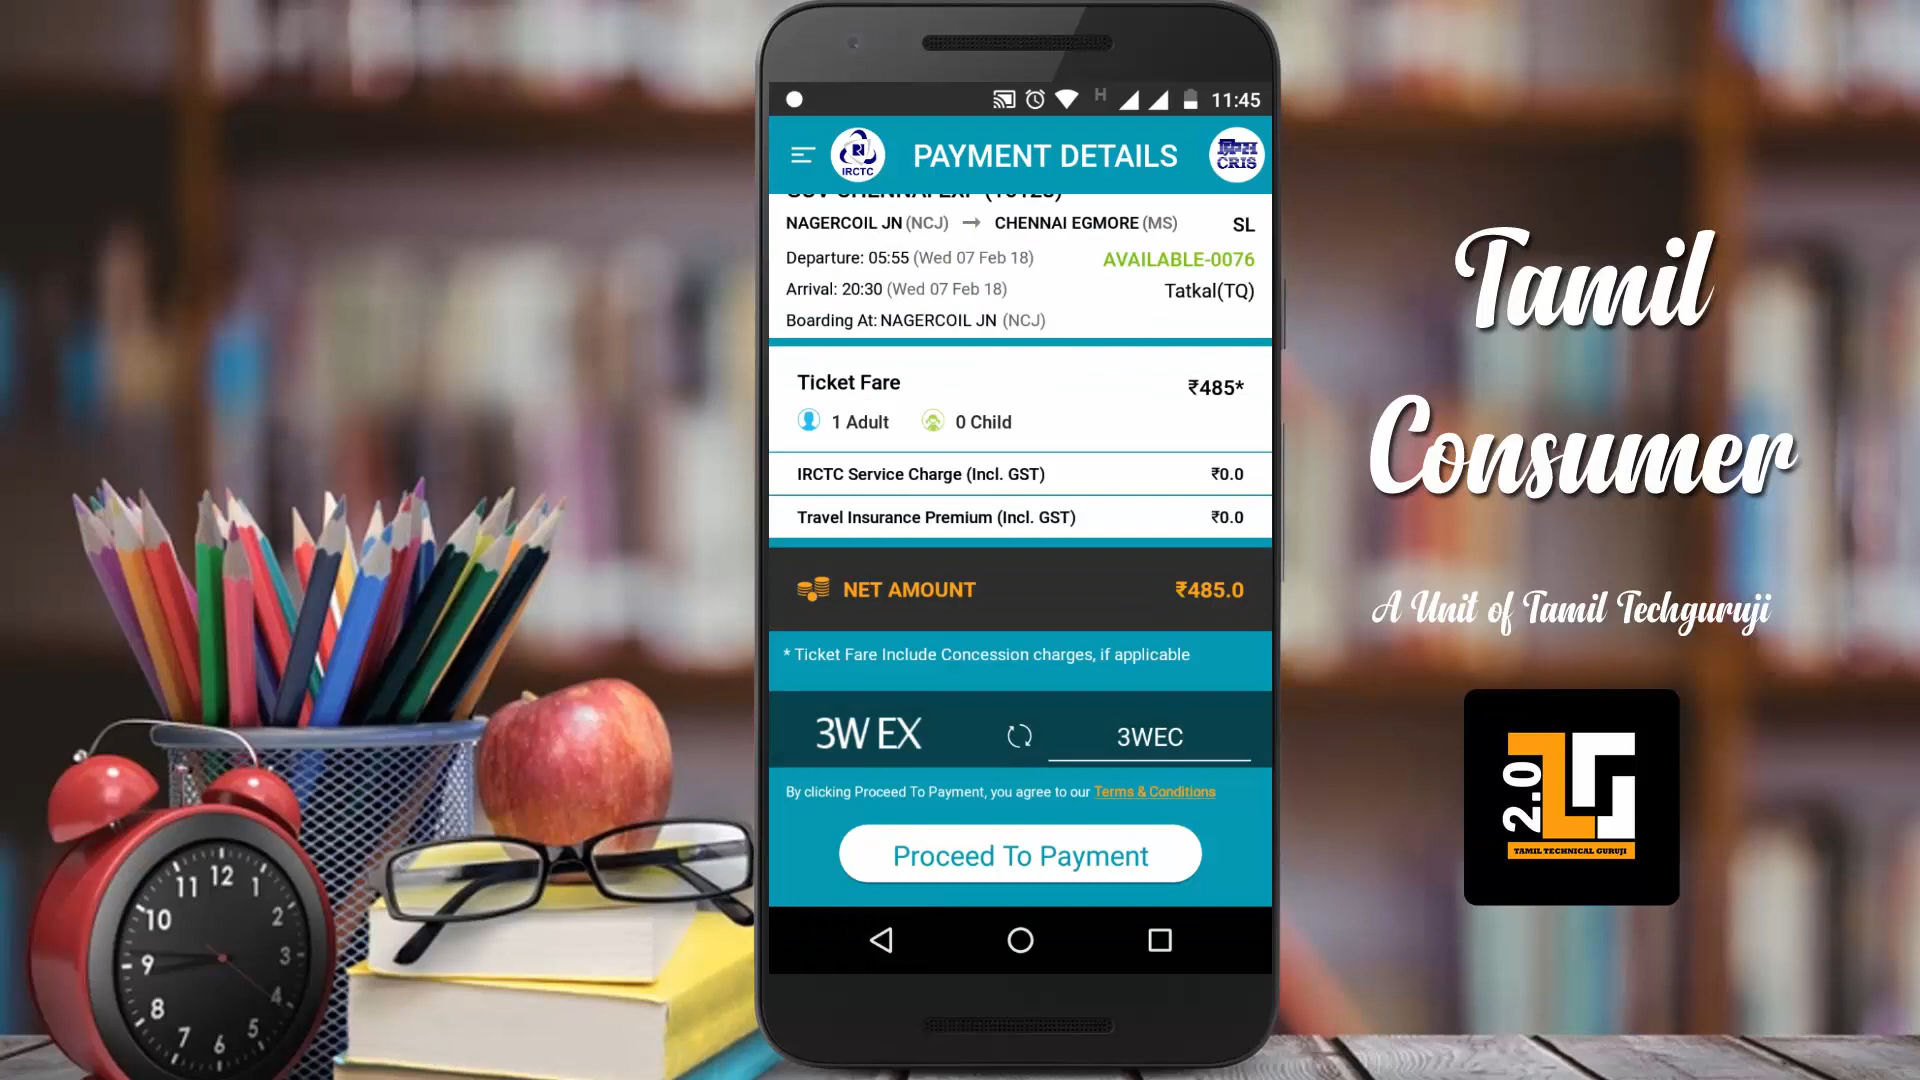 11:45
IRCTC
PAYMENT DETAILS
CRIS
NAGERCOIL JN (NCJ) → CHENNAI EGMORE (MS) SL
Departure: 05:55 (Wed 07 Feb 18) AVAILABLE-0076
Arrival: 20:30 (Wed 07 Feb 18) Tatkal(TQ)
Boarding At: NAGERCOIL JN (NCJ)
Ticket Fare ₹485*
1 Adult 0 Child
IRCTC Service Charge (Incl. GST) ₹0.0
Travel Insurance Premium (Incl. GST) ₹0.0
NET AMOUNT ₹485.0
* Ticket Fare Include Concession charges, if applicable
3W EX 3WEC
By clicking Proceed To Payment, you agree to our Terms & Conditions
Proceed To Payment
Tamil
Consumer
A Unit of Tamil Techguruji
2.0
TAMIL TECHNICAL GURUJI
12
1
2
3
4
5
6
7
8
9
10
11